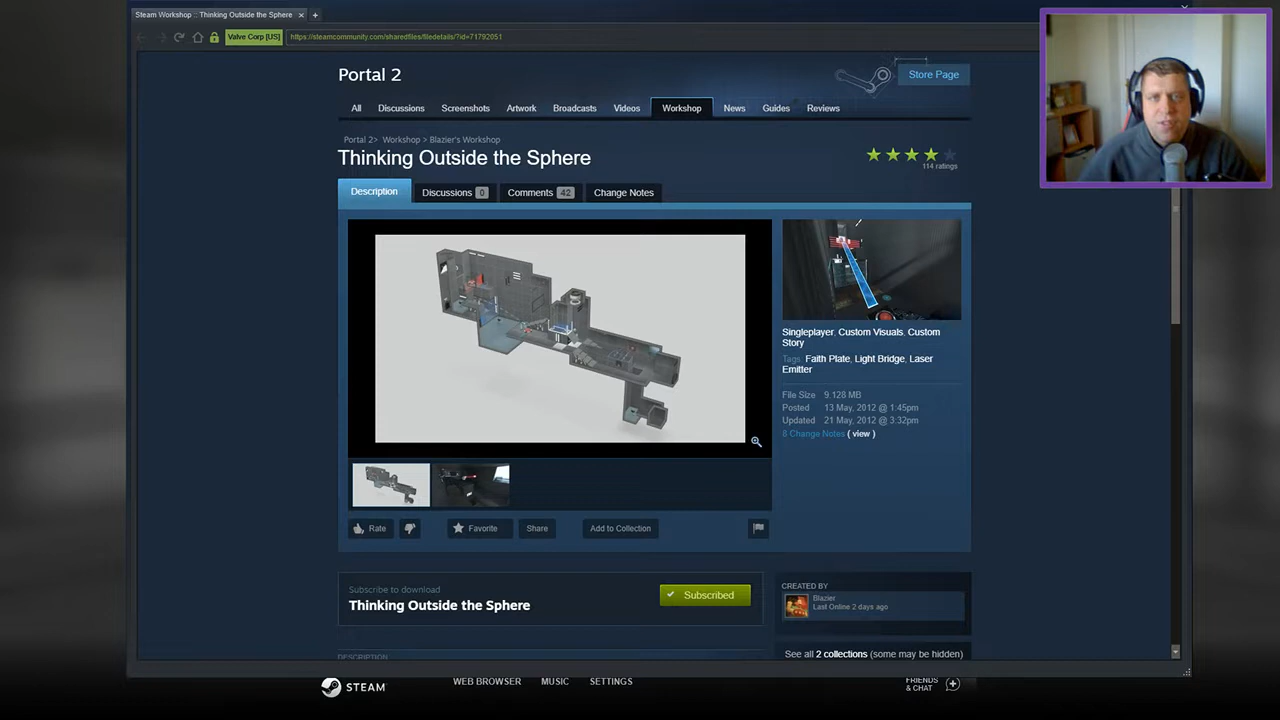 Steam Workshop :: Thinking Outside the Sphere
Valve Corp [US]
https://steamcommunity.com/sharedfiles/filedetails/?id=71792051
Portal 2
Store Page
All
Discussions
Screenshots
Artwork
Broadcasts
Videos
Workshop
News
Guides
Reviews
Portal 2> Workshop > Blazier's Workshop
Thinking Outside the Sphere
114 ratings
Description
Discussions 0
Comments 42
Change Notes
Singleplayer, Custom Visuals, Custom
Story
Tags: Faith Plate, Light Bridge, Laser
Emitter
File Size 9.128 MB
Posted 13 May, 2012 @ 1:45pm
Updated 21 May, 2012 @ 3:32pm
8 Change Notes ( view )
Rate
Favorite
Share
Add to Collection
Subscribe to download
Thinking Outside the Sphere
Subscribed
CREATED BY
Blazier
Last Online 2 days ago
DESCRIPTION
See all 2 collections (some may be hidden)
STEAM
WEB BROWSER
MUSIC
SETTINGS
FRIENDS
& CHAT